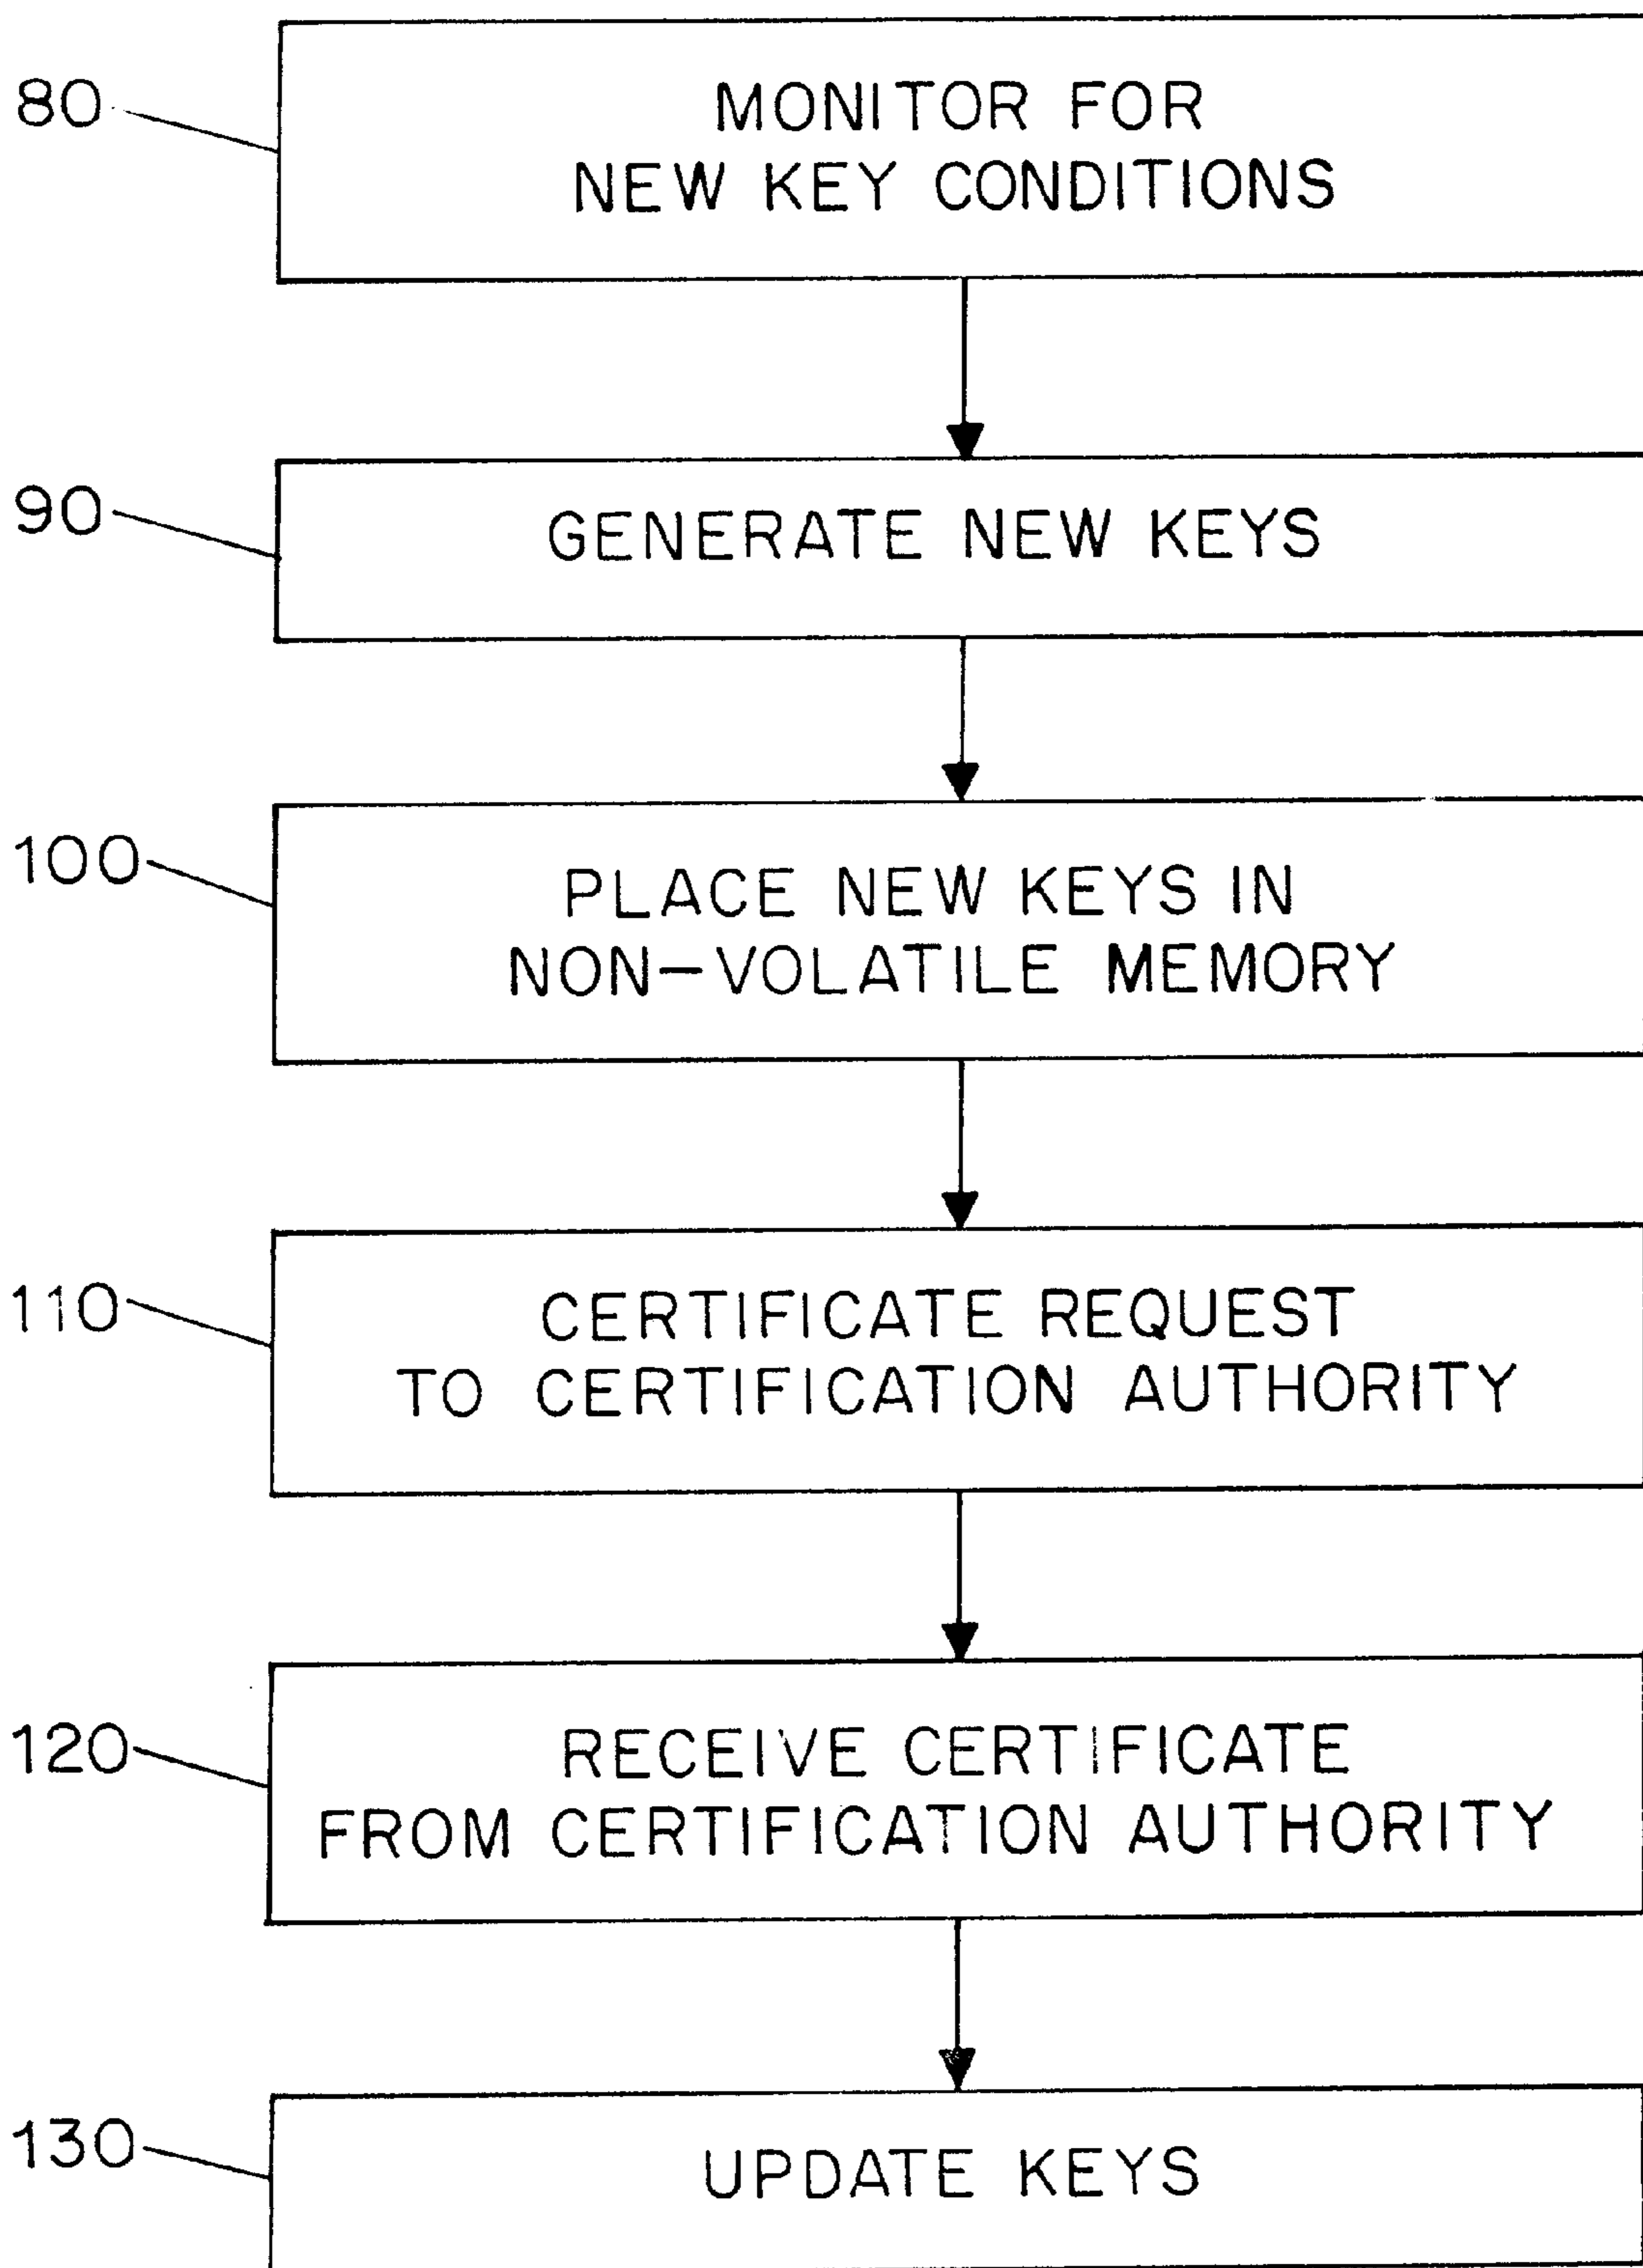 80
MONITOR FOR
NEW KEY CONDITIONS
90
GENERATE NEW KEYS
100
PLACE NEW KEYS IN
NON-VOLATILE MEMORY
110
CERTIFICATE REQUEST
TO CERTIFICATION AUTHORITY
120
RECEIVE CERTIFICATE
FROM CERTIFICATION AUTHORITY
130
UPDATE KEYS